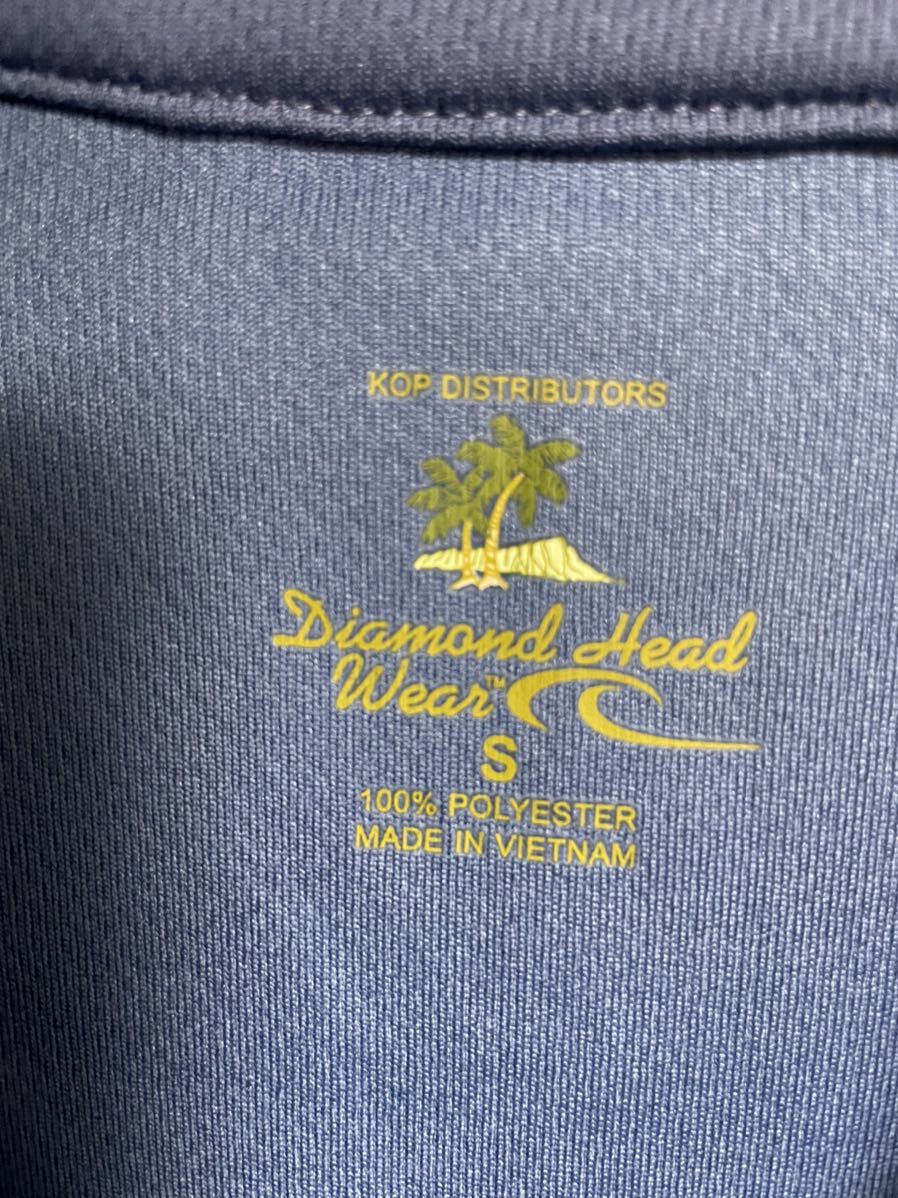 KOP DISTRIBUTORS
Diamond Head
Wear™
S
100% POLYESTER
MADE IN VIETNAM